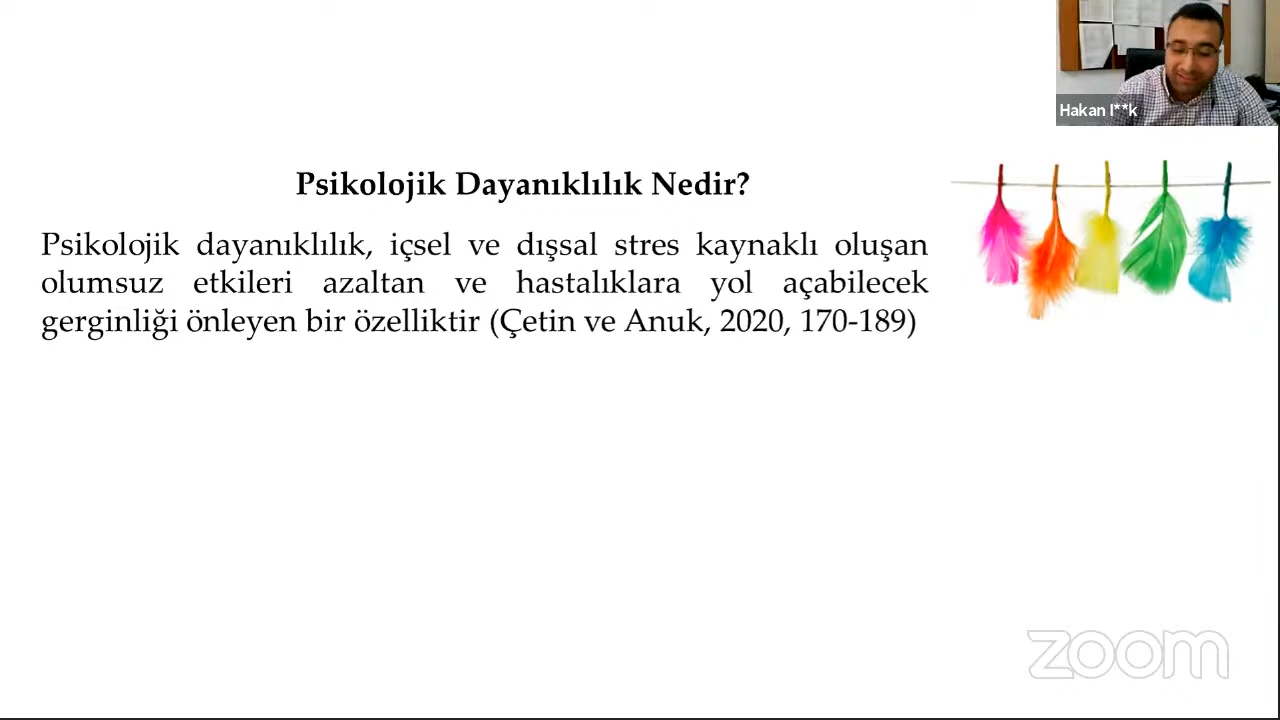 Hakan I**k
Psikolojik Dayanıklılık Nedir?
Psikolojik dayanıklılık, içsel ve dışsal stres kaynaklı oluşan
olumsuz etkileri azaltan ve hastalıklara yol açabilecek
gerginliği önleyen bir özelliktir (Çetin ve Anuk, 2020, 170-189)
zoom